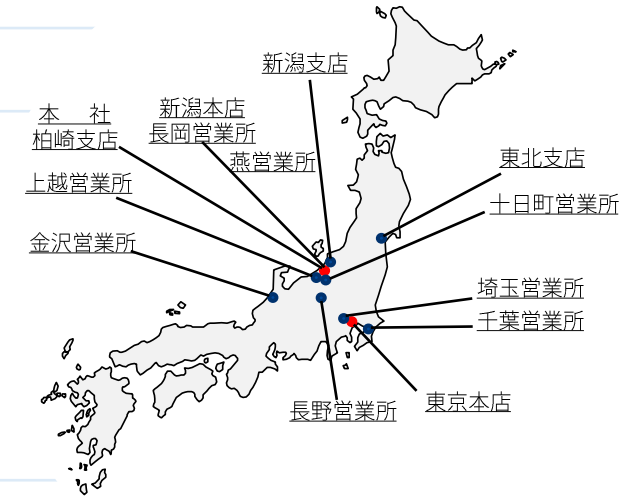 新潟支店
本　社
柏崎支店
新潟本店
長岡営業所
燕営業所
上越営業所
金沢営業所
東北支店
十日町営業所
埼玉営業所
千葉営業所
東京本店
長野営業所